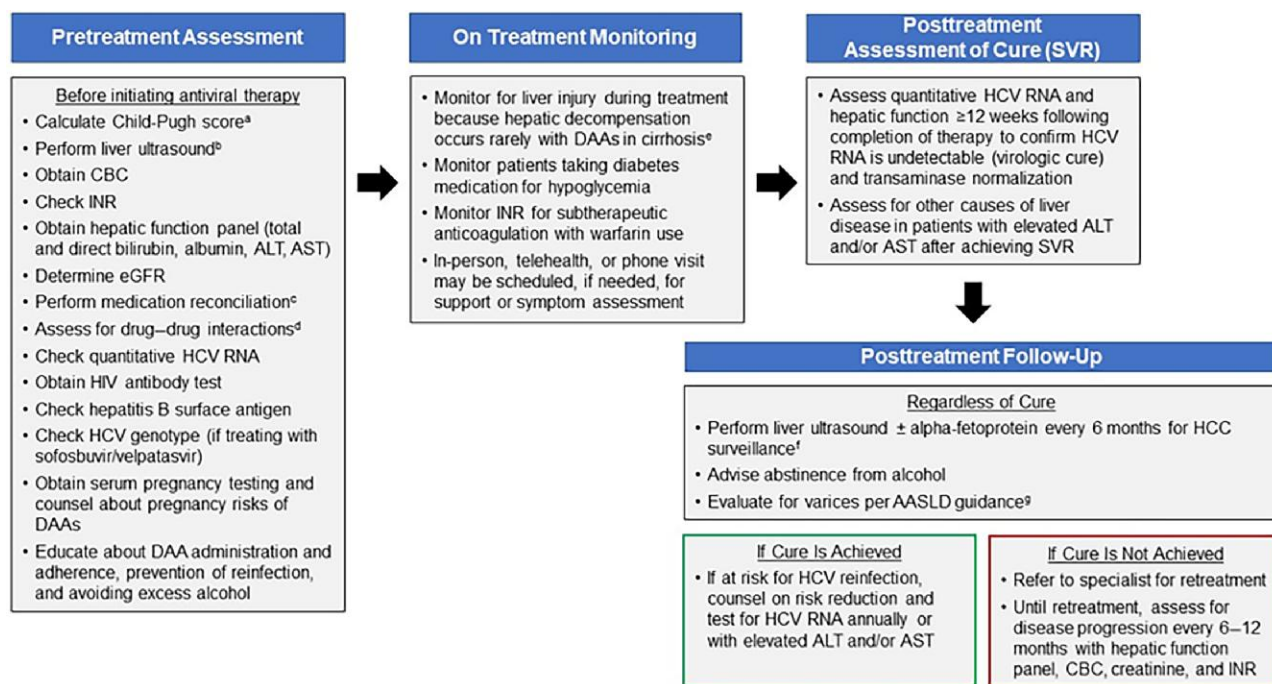 Pretreatment Assessment
Before initiating antiviral therapy
• Calculate Child-Pugh scoreᵃ
• Perform liver ultrasoundᵇ
• Obtain CBC
• Check INR
• Obtain hepatic function panel (total
and direct bilirubin, albumin, ALT, AST)
• Determine eGFR
• Perform medication reconciliationᶜ
• Assess for drug–drug interactionsᵈ
• Check quantitative HCV RNA
• Obtain HIV antibody test
• Check hepatitis B surface antigen
• Check HCV genotype (if treating with
sofosbuvir/velpatasvir)
• Obtain serum pregnancy testing and
counsel about pregnancy risks of
DAAs
• Educate about DAA administration and
adherence, prevention of reinfection,
and avoiding excess alcohol
On Treatment Monitoring
• Monitor for liver injury during treatment
because hepatic decompensation
occurs rarely with DAAs in cirrhosisᵉ
• Monitor patients taking diabetes
medication for hypoglycemia
• Monitor INR for subtherapeutic
anticoagulation with warfarin use
• In-person, telehealth, or phone visit
may be scheduled, if needed, for
support or symptom assessment
Posttreatment
Assessment of Cure (SVR)
• Assess quantitative HCV RNA and
hepatic function ≥12 weeks following
completion of therapy to confirm HCV
RNA is undetectable (virologic cure)
and transaminase normalization
• Assess for other causes of liver
disease in patients with elevated ALT
and/or AST after achieving SVR
Posttreatment Follow-Up
Regardless of Cure
• Perform liver ultrasound ± alpha-fetoprotein every 6 months for HCC
surveillanceᶠ
• Advise abstinence from alcohol
• Evaluate for varices per AASLD guidanceᵍ
If Cure Is Achieved
• If at risk for HCV reinfection,
counsel on risk reduction and
test for HCV RNA annually or
with elevated ALT and/or AST
If Cure Is Not Achieved
• Refer to specialist for retreatment
• Until retreatment, assess for
disease progression every 6–12
months with hepatic function
panel, CBC, creatinine, and INR